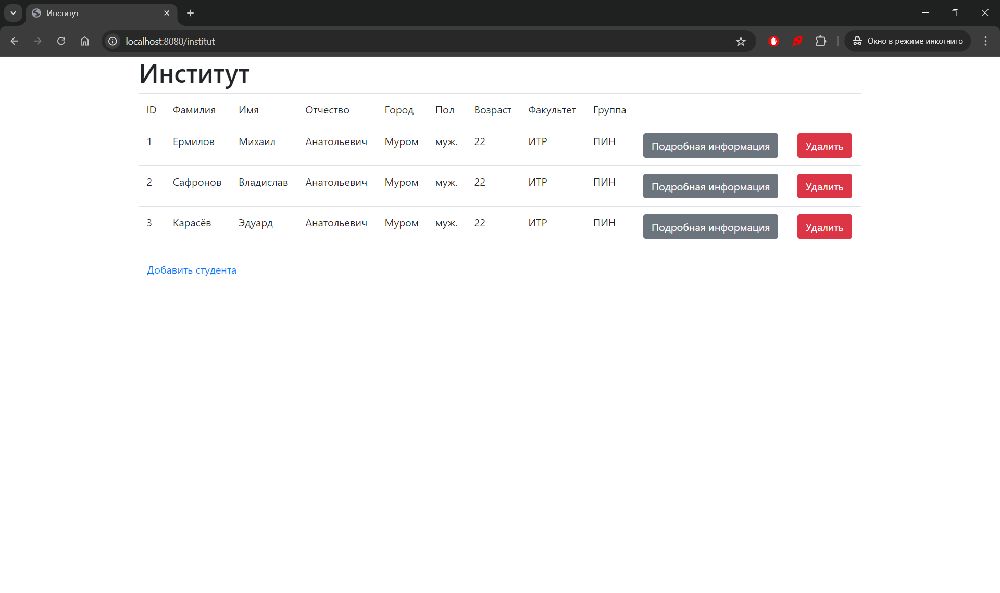 Институт
localhost:8080/institut
Окно в режиме инкогнито
Институт
ID Фамилия Имя Отчество Город Пол Возраст Факультет Группа
1 Ермилов Михаил Анатольевич Муром муж. 22 ИТР ПИН Подробная информация Удалить
2 Сафронов Владислав Анатольевич Муром муж. 22 ИТР ПИН Подробная информация Удалить
3 Карасёв Эдуард Анатольевич Муром муж. 22 ИТР ПИН Подробная информация Удалить
Добавить студента